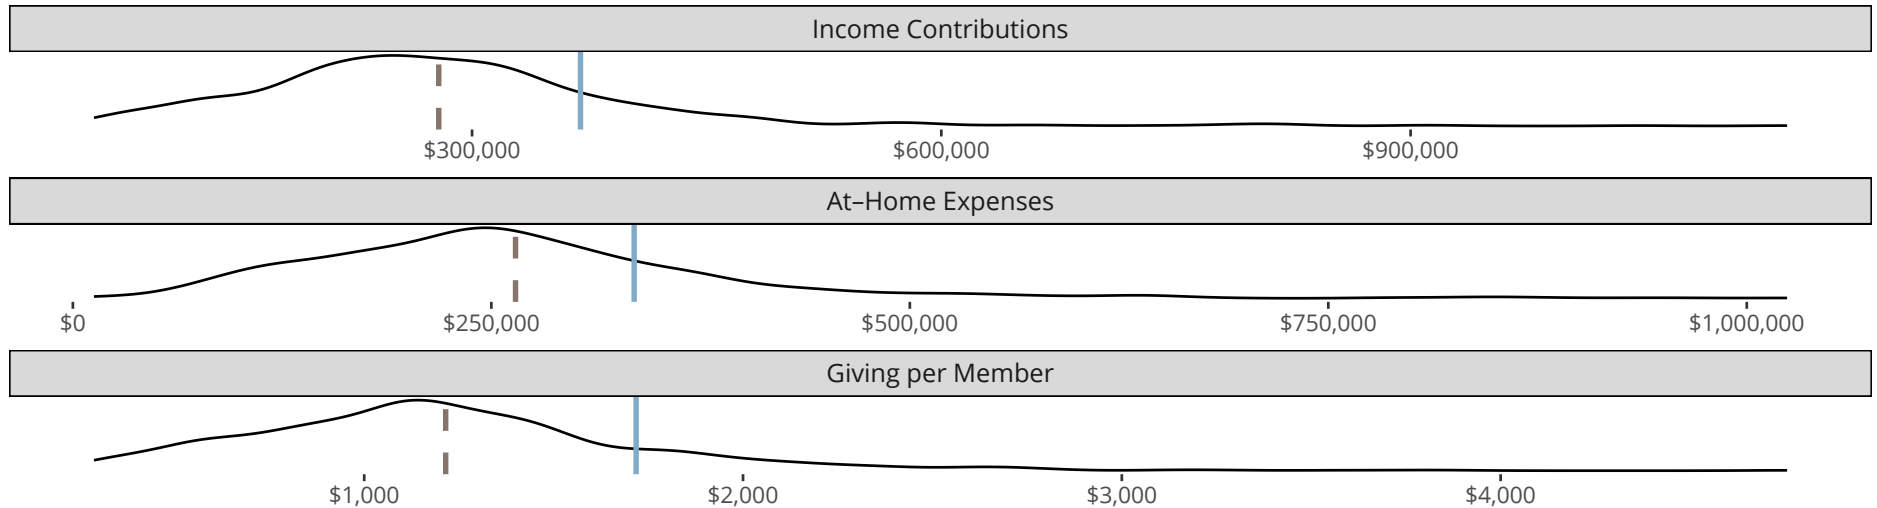 Income Contributions
$300,000 $600,000 $900,000
At–Home Expenses
$0 $250,000 $500,000 $750,000 $1,000,000
Giving per Member
$1,000 $2,000 $3,000 $4,000